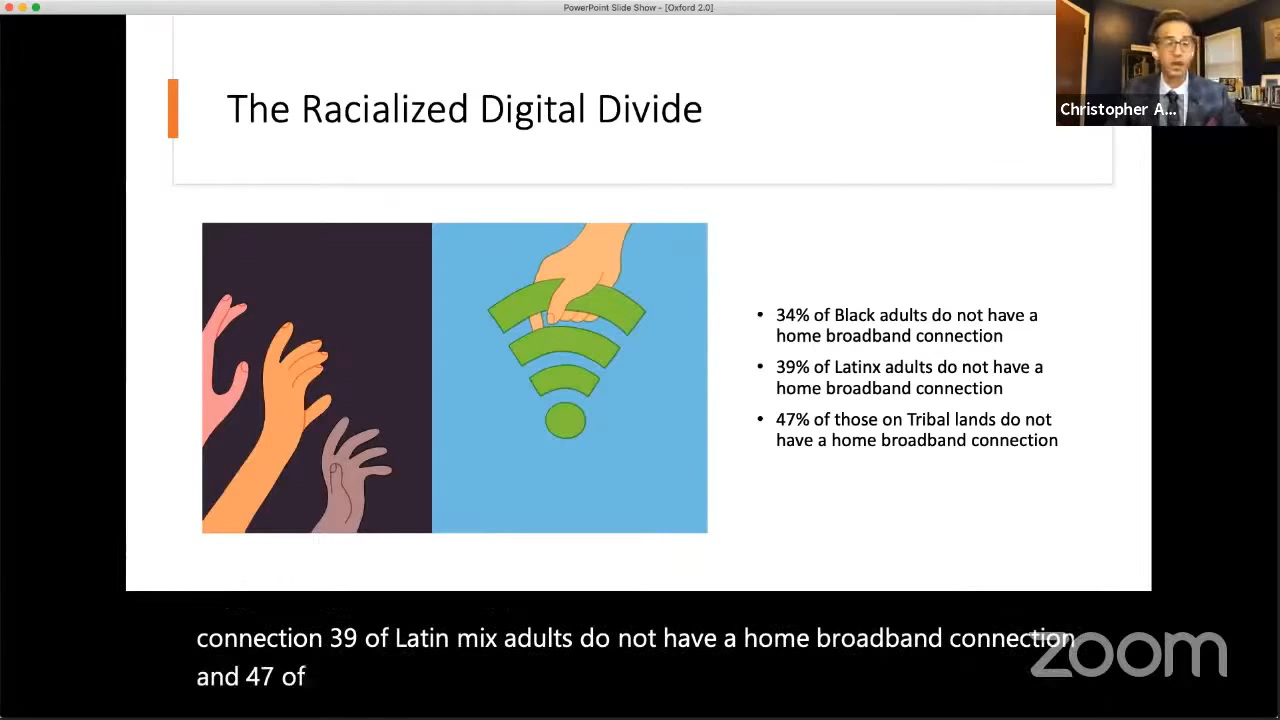 PowerPoint Slide Show - [Oxford 2.0]
Christopher A...
The Racialized Digital Divide
• 34% of Black adults do not have a
home broadband connection
• 39% of Latinx adults do not have a
home broadband connection
• 47% of those on Tribal lands do not
have a home broadband connection
connection 39 of Latin mix adults do not have a home broadband connection
and 47 of
zoom